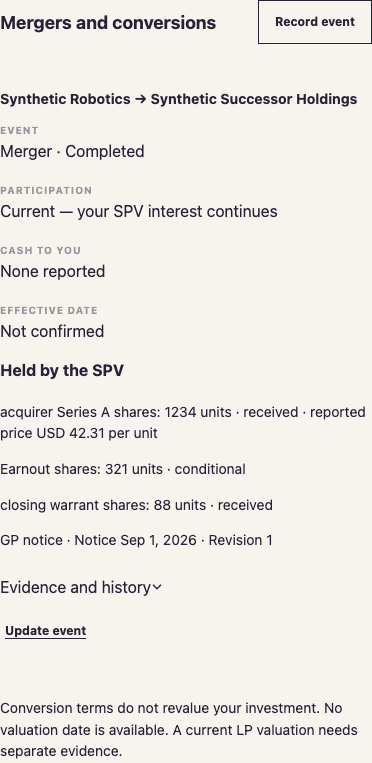 Mergers and conversions
Record event
Synthetic Robotics → Synthetic Successor Holdings
EVENT
Merger · Completed
PARTICIPATION
Current — your SPV interest continues
CASH TO YOU
None reported
EFFECTIVE DATE
Not confirmed
Held by the SPV
acquirer Series A shares: 1234 units · received · reported
price USD 42.31 per unit
Earnout shares: 321 units · conditional
closing warrant shares: 88 units · received
GP notice · Notice Sep 1, 2026 · Revision 1
Evidence and history
Update event
Conversion terms do not revalue your investment. No
valuation date is available. A current LP valuation needs
separate evidence.